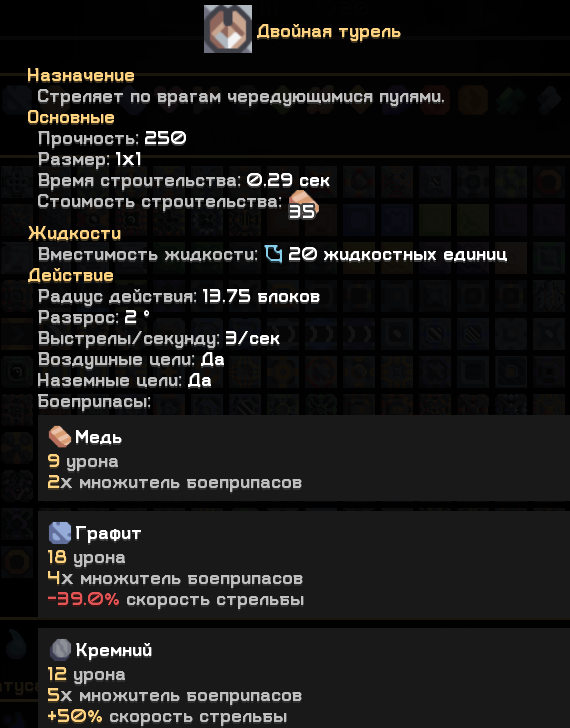 Двойная турель
Назначение
Стреляет по врагам чередующимися пулями.
Основные
Прочность: 250
Размер: 1x1
Время строительства: 0.29 сек
Стоимость строительства: 35
Жидкости
Вместимость жидкости: 20 жидкостных единиц
Действие
Радиус действия: 13.75 блоков
Разброс: 2 °
Выстрелы/секунду: 3/сек
Воздушные цели: Да
Наземные цели: Да
Боеприпасы:
Медь
9 урона
2x множитель боеприпасов
Графит
18 урона
4x множитель боеприпасов
-39.0% скорость стрельбы
Кремний
12 урона
5x множитель боеприпасов
+50% скорость стрельбы